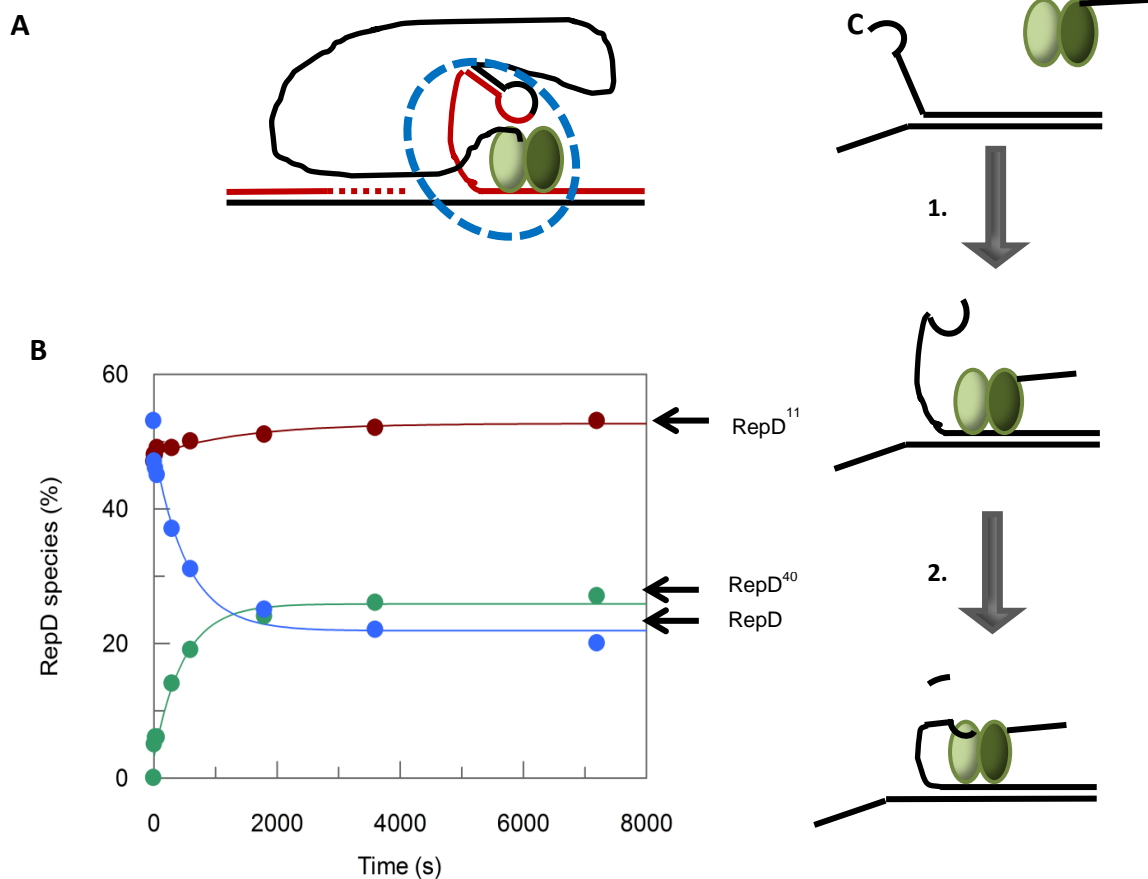 A
C
1.
B
60
40
20
0
RepD species (%)
0 2000 4000 6000 8000
Time (s)
RepD¹¹
RepD⁴⁰
RepD
2.